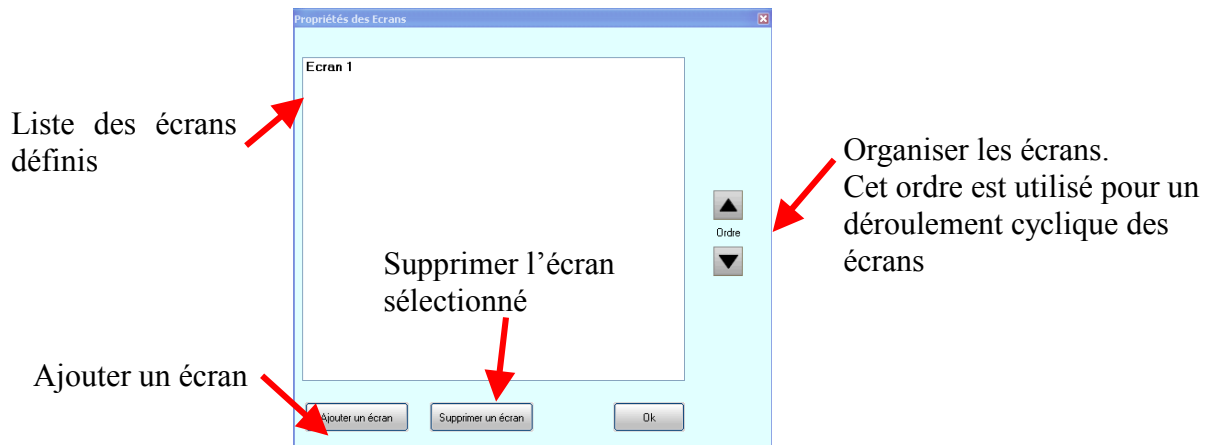 Propriétés des Ecrans
Ecran 1
Liste des écrans
définis
Organiser les écrans.
Cet ordre est utilisé pour un
déroulement cyclique des
écrans
Ordre
Supprimer l’écran
sélectionné
Ajouter un écran
Ajouter un écran
Supprimer un écran
Ok